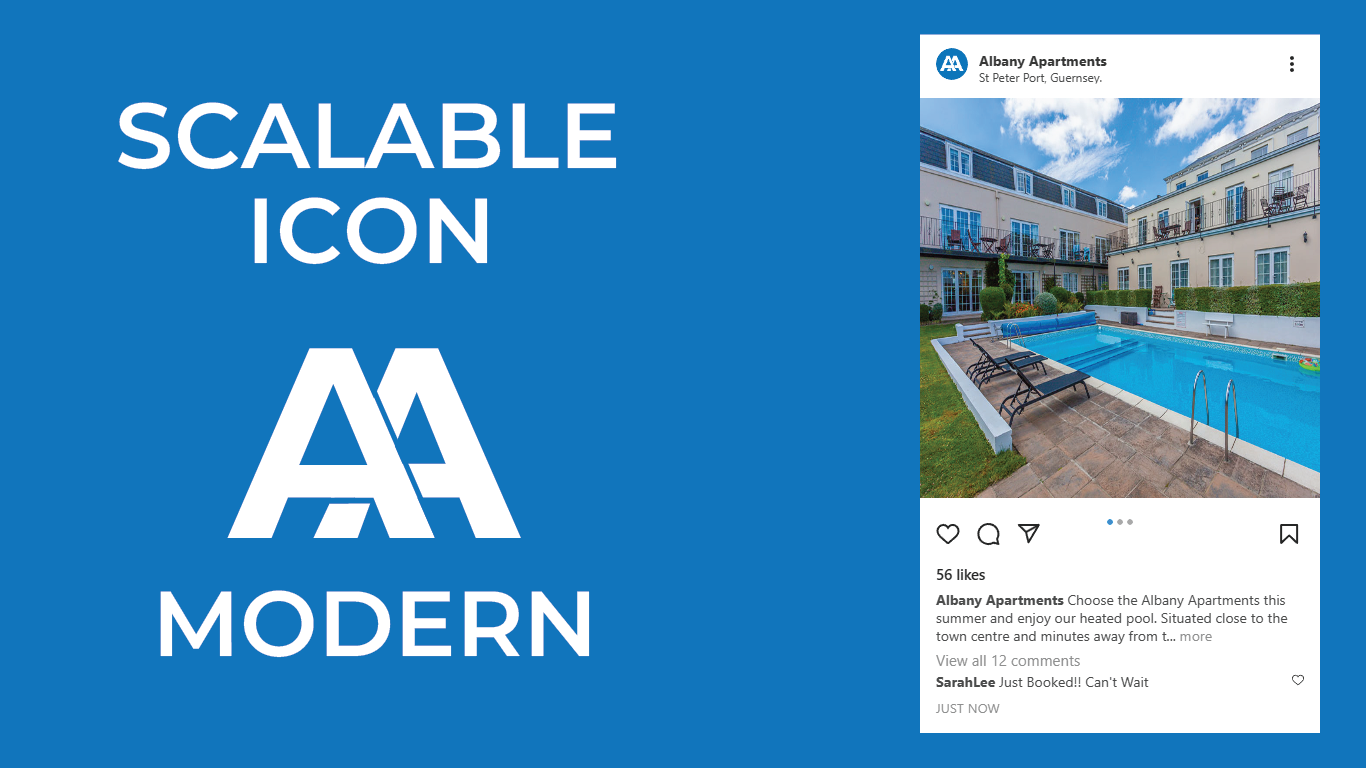 SCALABLE
ICON
AA
MODERN
AA
Albany Apartments
St Peter Port, Guernsey.
56 likes
Albany Apartments Choose the Albany Apartments this
summer and enjoy our heated pool. Situated close to the
town centre and minutes away from t... more
View all 12 comments
SarahLee Just Booked!! Can't Wait
JUST NOW